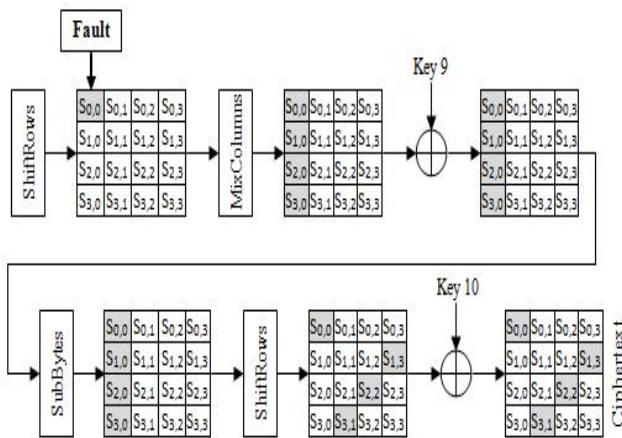 Fault
Key 9
ShiftRows
S0,0 S0,1 S0,2 S0,3
S1,0 S1,1 S1,2 S1,3
S2,0 S2,1 S2,2 S2,3
S3,0 S3,1 S3,2 S3,3
MixColumns
S0,0 S0,1 S0,2 S0,3
S1,0 S1,1 S1,2 S1,3
S2,0 S2,1 S2,2 S2,3
S3,0 S3,1 S3,2 S3,3
S0,0 S0,1 S0,2 S0,3
S1,0 S1,1 S1,2 S1,3
S2,0 S2,1 S2,2 S2,3
S3,0 S3,1 S3,2 S3,3
Key 10
SubBytes
S0,0 S0,1 S0,2 S0,3
S1,0 S1,1 S1,2 S1,3
S2,0 S2,1 S2,2 S2,3
S3,0 S3,1 S3,2 S3,3
ShiftRows
S0,0 S0,1 S0,2 S0,3
S1,0 S1,1 S1,2 S1,3
S2,0 S2,1 S2,2 S2,3
S3,0 S3,1 S3,2 S3,3
S0,0 S0,1 S0,2 S0,3
S1,0 S1,1 S1,2 S1,3
S2,0 S2,1 S2,2 S2,3
S3,0 S3,1 S3,2 S3,3
Ciphertext